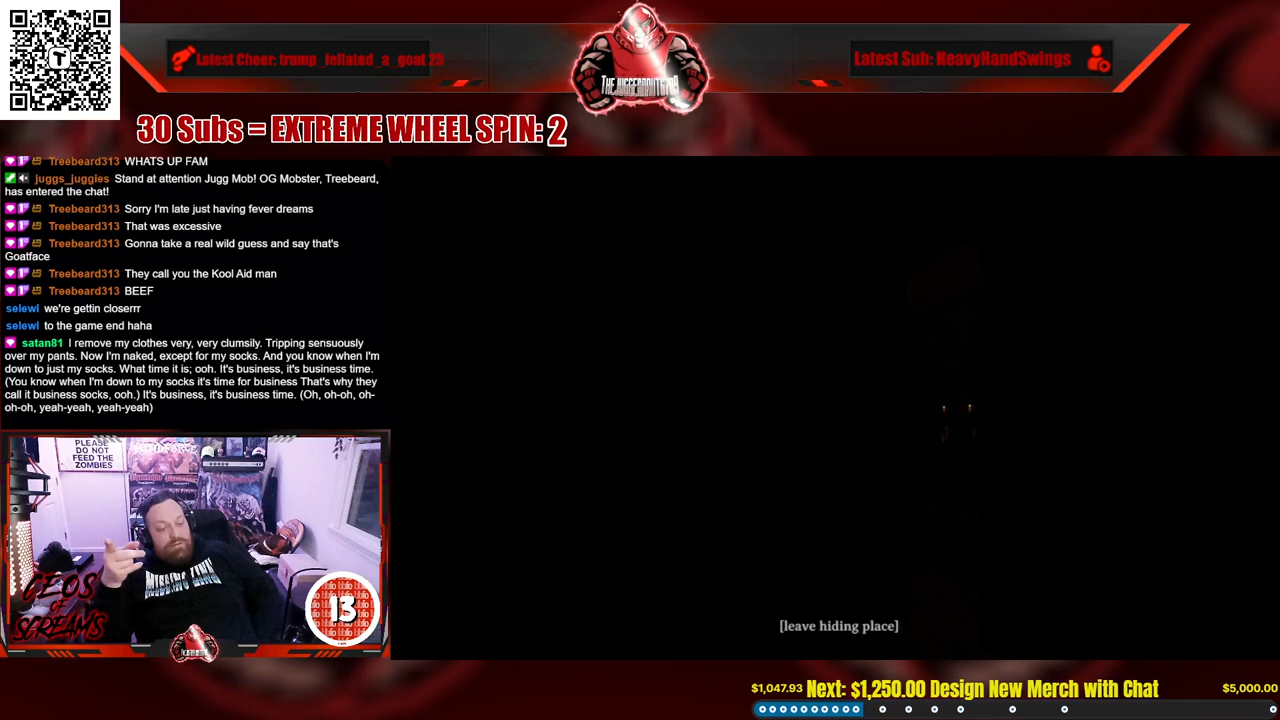 Latest Cheer: trump_fellated_a_goat 25
Latest Sub: HeavyHandSwings
30 Subs = EXTREME WHEEL SPIN: 2
Treebeard313 WHATS UP FAM
juggs_juggies Stand at attention Jugg Mob! OG Mobster, Treebeard,
has entered the chat!
Treebeard313 Sorry I'm late just having fever dreams
Treebeard313 That was excessive
Treebeard313 Gonna take a real wild guess and say that's
Goatface
Treebeard313 They call you the Kool Aid man
Treebeard313 BEEF
selewi we're gettin closerrr
selewi to the game end haha
satan81 I remove my clothes very, very clumsily. Tripping sensuously
over my pants. Now I'm naked, except for my socks. And you know when I'm
down to just my socks. What time it is; ooh. It's business, it's business time.
(You know when I'm down to my socks it's time for business That's why they
call it business socks, ooh.) It's business, it's business time. (Oh, oh-oh, oh-
oh-oh, yeah-yeah, yeah-yeah)
PLEASE
DO NOT
FEED THE
ZOMBIES
MISSING LINK
GEOS
OF
SCREAMS
13
[leave hiding place]
$1,047.93 Next: $1,250.00 Design New Merch with Chat $5,000.00